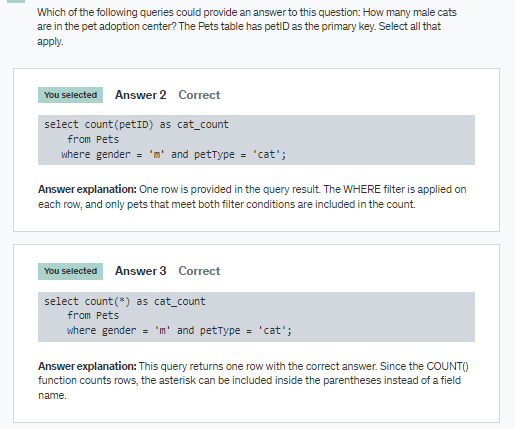 Which of the following queries could provide an answer to this question: How many male cats
are in the pet adoption center? The Pets table has petID as the primary key. Select all that
apply.
You selected Answer 2 Correct
select count(petID) as cat_count
from Pets
where gender = 'm' and petType = 'cat';
Answer explanation: One row is provided in the query result. The WHERE filter is applied on
each row, and only pets that meet both filter conditions are included in the count.
You selected Answer 3 Correct
select count(*) as cat_count
from Pets
where gender = 'm' and petType = 'cat';
Answer explanation: This query returns one row with the correct answer. Since the COUNT()
function counts rows, the asterisk can be included inside the parentheses instead of a field
name.